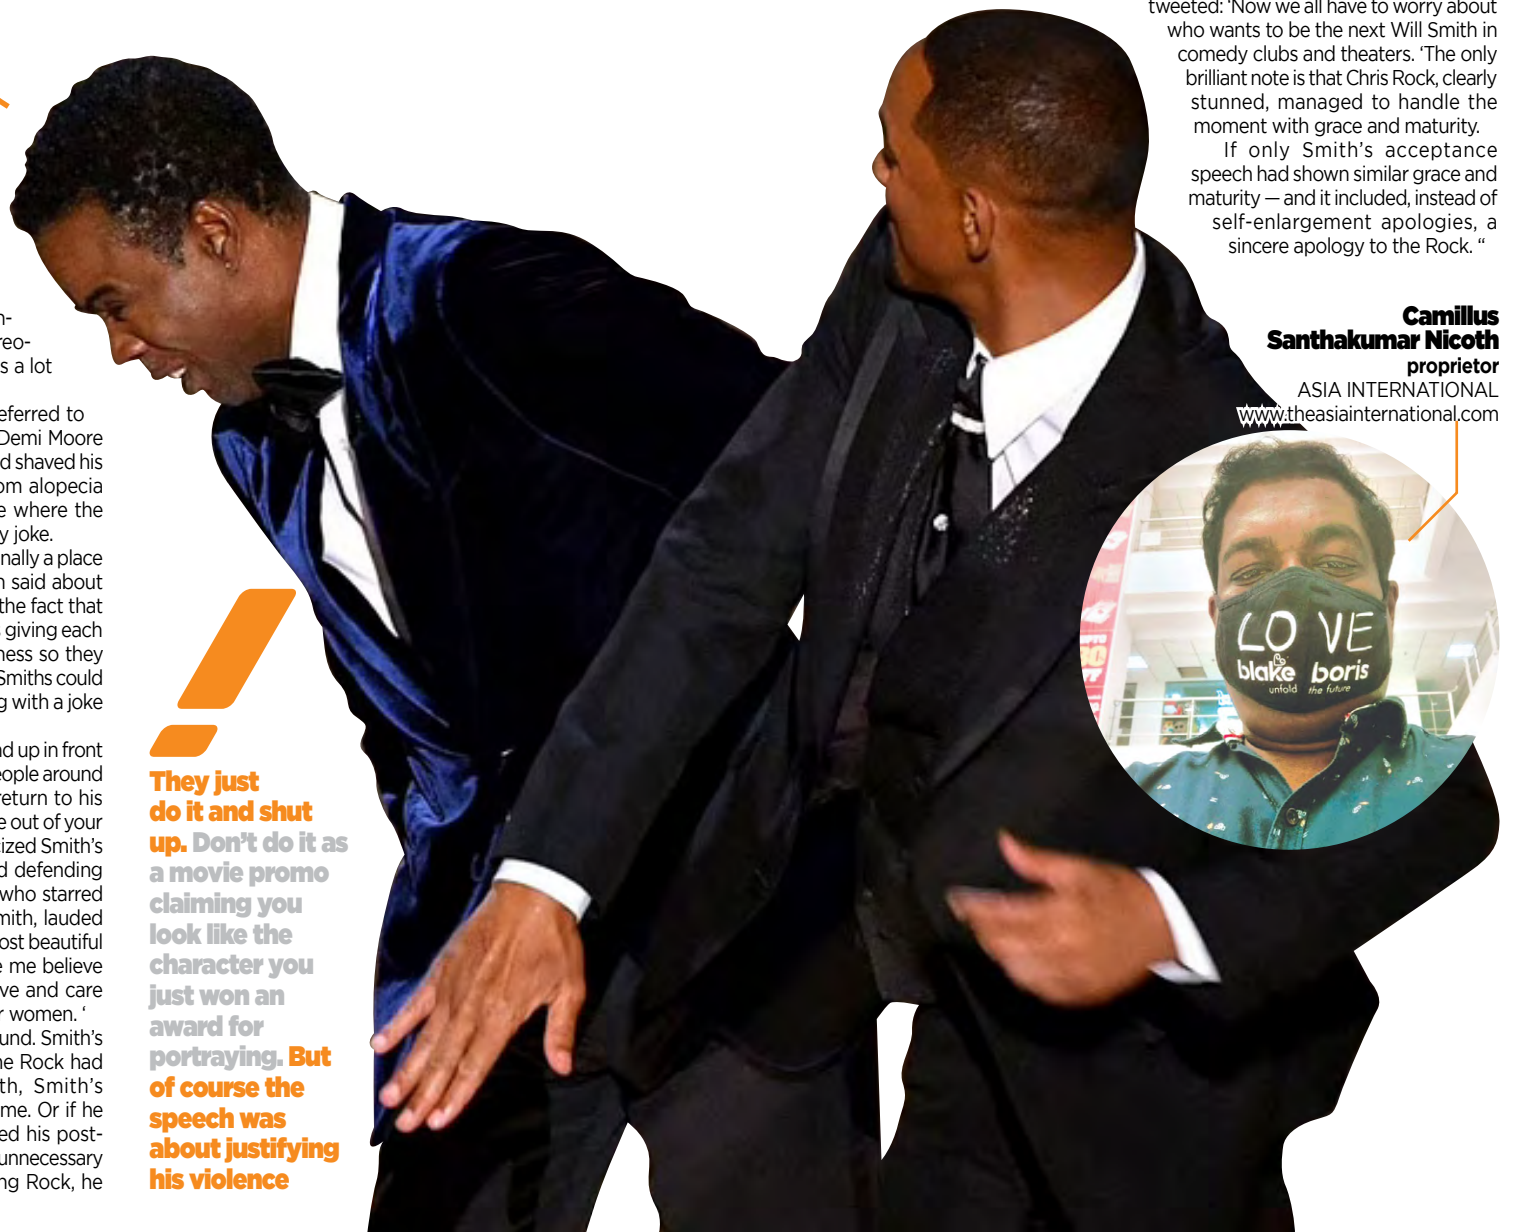 n-
reo-
s a lot
eferred to
Demi Moore
d shaved his
om alopecia
e where the
y joke.
nally a place
n said about
the fact that
giving each
ness so they
Smiths could
g with a joke
nd up in front
eople around
return to his
e out of your
cized Smith's
d defending
who starred
mith, lauded
ost beautiful
e me believe
ve and care
r women. ‘
und. Smith's
he Rock had
th, Smith's
me. Or if he
ed his post-
unnecessary
ng Rock, he
They just
do it and shut
up. Don’t do it as
a movie promo
claiming you
look like the
character you
just won an
award for
portraying. But
of course the
speech was
about justifying
his violence
tweeted: ‘Now we all have to worry about
who wants to be the next Will Smith in
comedy clubs and theaters. ‘The only
brilliant note is that Chris Rock, clearly
stunned, managed to handle the
moment with grace and maturity.
If only Smith’s acceptance
speech had shown similar grace and
maturity — and it included, instead of
self-enlargement apologies, a
sincere apology to the Rock. “
Camillus
Santhakumar Nicoth
proprietor
ASIA INTERNATIONAL
www.theasiainternational.com
LOVE
blake boris
unfold the future